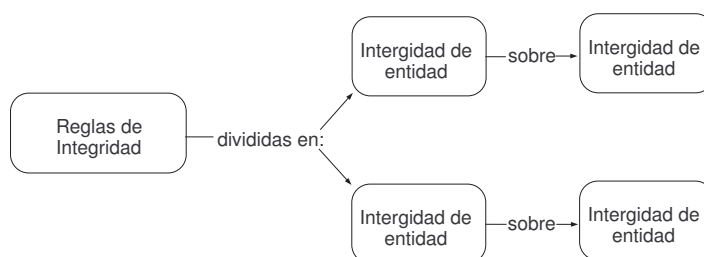 Reglas de
Integridad
divididas en:
Intergidad de
entidad
sobre
Intergidad de
entidad
Intergidad de
entidad
sobre
Intergidad de
entidad